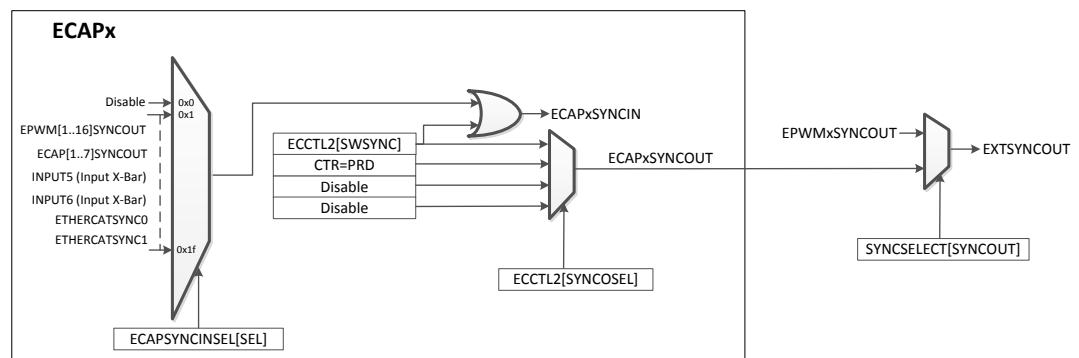 ECAPx
Disable
0x0
0x1
EPWM[1..16]SYNCOUT
ECAP[1..7]SYNCOUT
INPUT5 (Input X-Bar)
INPUT6 (Input X-Bar)
ETHERCATSYNC0
ETHERCATSYNC1
0x1f
ECAPSYNCINSEL[SEL]
ECAPxSYNCIN
ECCTL2[SWSYNC]
CTR=PRD
Disable
Disable
ECCTL2[SYNCOSEL]
ECAPxSYNCOUT
EPWMxSYNCOUT
EXTSYNCOUT
SYNCSELECT[SYNCOUT]